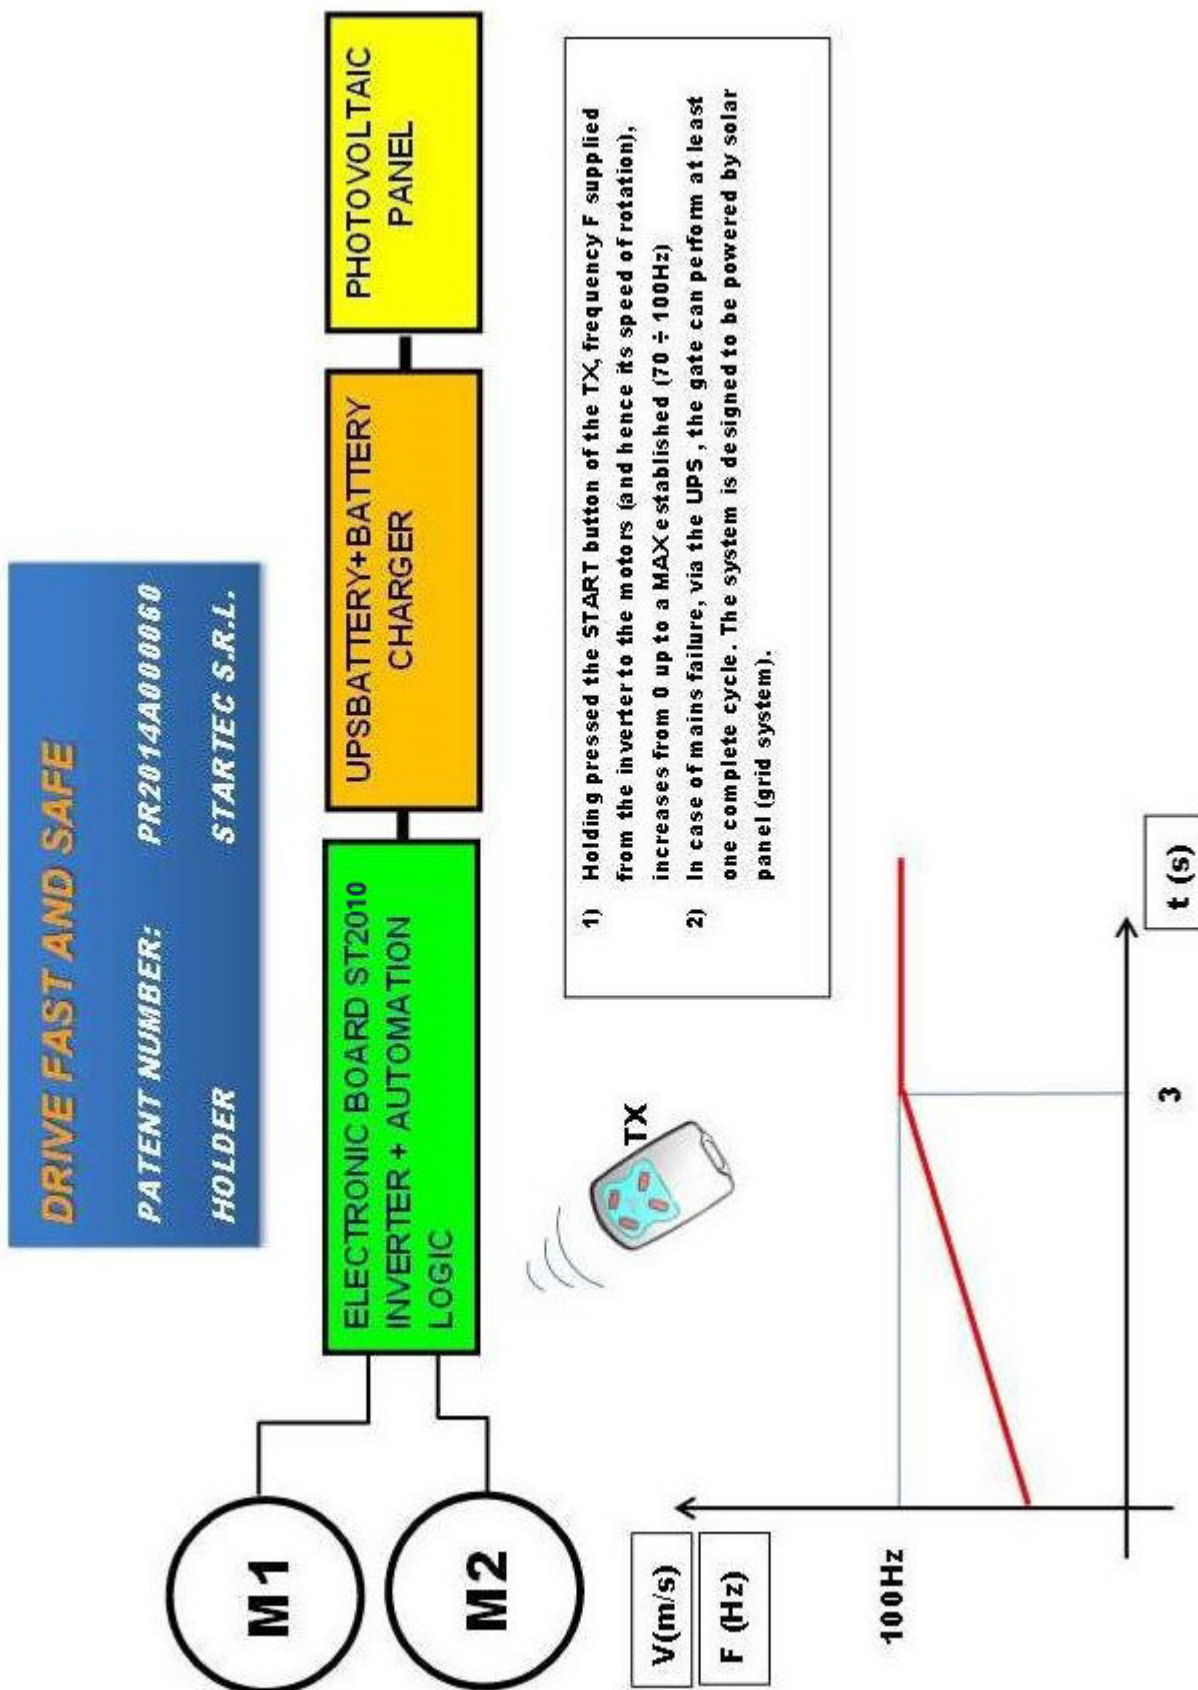 DRIVE FAST AND SAFE
PATENT NUMBER: PR2014A000060
HOLDER STARTEC S.R.L.
M1
M2
ELECTRONIC BOARD ST2010
INVERTER + AUTOMATION
LOGIC
UPSBATTERY+BATTERY
CHARGER
PHOTOVOLTAIC
PANEL
TX
1) Holding pressed the START button of the TX, frequency F supplied
from the inverter to the motors (and hence its speed of rotation),
increases from 0 up to a MAX established (70 ÷ 100Hz)
2) In case of mains failure, via the UPS , the gate can perform at least
one complete cycle. The system is designed to be powered by solar
panel (grid system).
V(m/s)
F (Hz)
100Hz
3
t (s)